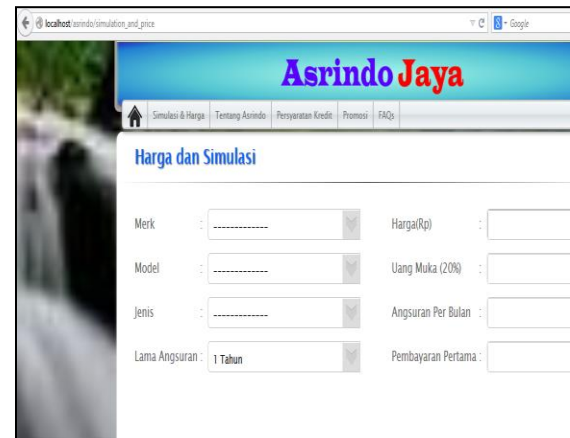 localhost/asrindo/simulation_and_price
Google
Asrindo Jaya
Simulasi & Harga Tentang Asrindo Persyaratan Kredit Promosi FAQs
Harga dan Simulasi
Merk : -------------
Harga(Rp) :
Model : -------------
Uang Muka (20%) :
Jenis : -------------
Angsuran Per Bulan :
Lama Angsuran : 1 Tahun
Pembayaran Pertama :